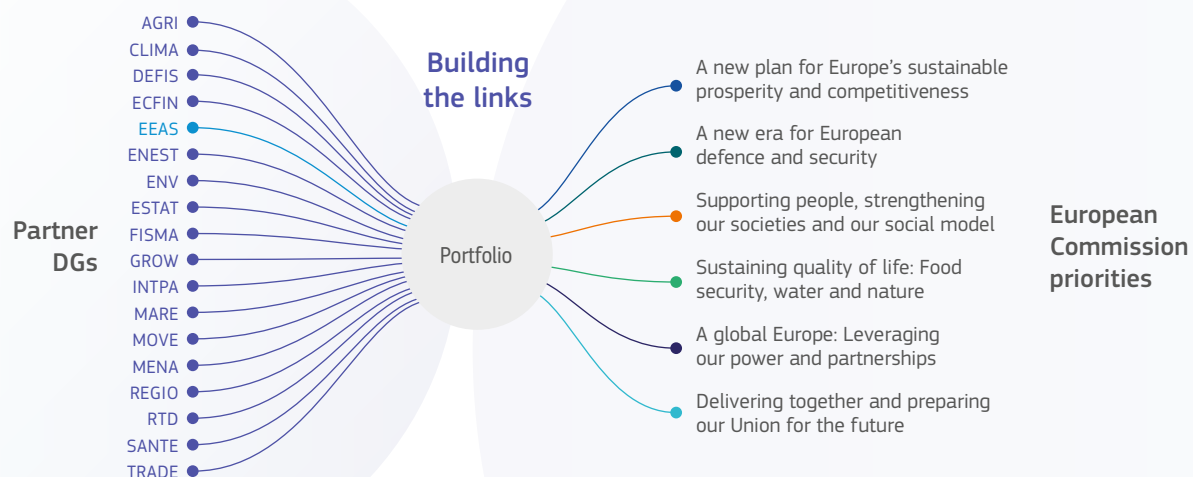 Partner
DGs
AGRI
CLIMA
DEFIS
ECFIN
EEAS
ENEST
ENV
ESTAT
FISMA
GROW
INTPA
MARE
MOVE
MENA
REGIO
RTD
SANTE
TRADE
Building
the links
Portfolio
A new plan for Europe’s sustainable
prosperity and competitiveness
A new era for European
defence and security
Supporting people, strengthening
our societies and our social model
Sustaining quality of life: Food
security, water and nature
A global Europe: Leveraging
our power and partnerships
Delivering together and preparing
our Union for the future
European
Commission
priorities